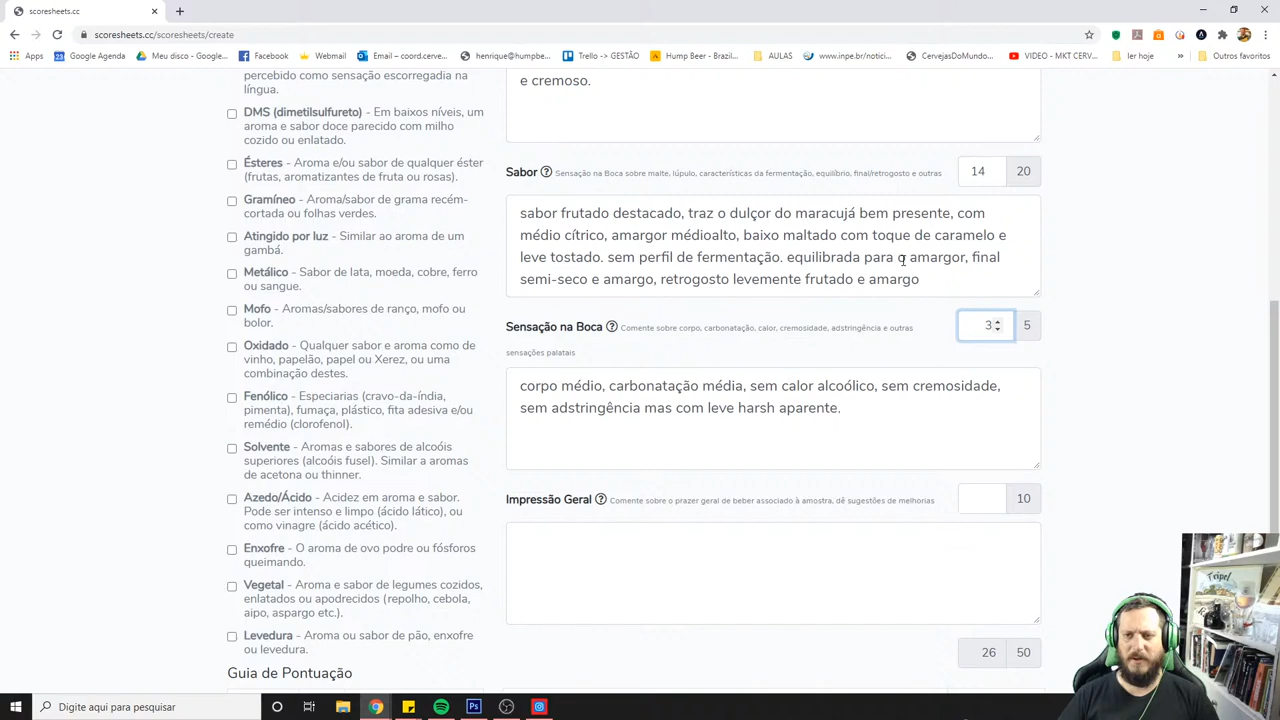 scoresheets.cc
scoresheets.cc/scoresheets/create
Apps
Google Agenda
Meu disco - Google...
Facebook
Webmail
Email – coord.cerve...
henrique@humpbe...
Trello -> GESTÃO
Hump Beer - Brazil...
AULAS
www.inpe.br/notici...
CervejasDoMundo...
VIDEO - MKT CERV...
ler hoje
»
Outros favoritos
percebido como sensação escorregadia na
língua.
DMS (dimetilsulfureto) - Em baixos níveis, um
aroma e sabor doce parecido com milho
cozido ou enlatado.
Ésteres - Aroma e/ou sabor de qualquer éster
(frutas, aromatizantes de fruta ou rosas).
Gramíneo - Aroma/sabor de grama recém-
cortada ou folhas verdes.
Atingido por luz - Similar ao aroma de um
gambá.
Metálico - Sabor de lata, moeda, cobre, ferro
ou sangue.
Mofo - Aromas/sabores de ranço, mofo ou
bolor.
Oxidado - Qualquer sabor e aroma como de
vinho, papelão, papel ou Xerez, ou uma
combinação destes.
Fenólico - Especiarias (cravo-da-índia,
pimenta), fumaça, plástico, fita adesiva e/ou
remédio (clorofenol).
Solvente - Aromas e sabores de alcoóis
superiores (alcoóis fusel). Similar a aromas
de acetona ou thinner.
Azedo/Ácido - Acidez em aroma e sabor.
Pode ser intenso e limpo (ácido lático), ou
como vinagre (ácido acético).
Enxofre - O aroma de ovo podre ou fósforos
queimando.
Vegetal - Aroma e sabor de legumes cozidos,
enlatados ou apodrecidos (repolho, cebola,
aipo, aspargo etc.).
Levedura - Aroma ou sabor de pão, enxofre
ou levedura.
Guia de Pontuação
e cremoso.
Sabor Sensação na Boca sobre malte, lúpulo, características da fermentação, equilíbrio, final/retrogosto e outras
14 20
sabor frutado destacado, traz o dulçor do maracujá bem presente, com
médio cítrico, amargor médioalto, baixo maltado com toque de caramelo e
leve tostado. sem perfil de fermentação. equilibrada para o amargor, final
semi-seco e amargo, retrogosto levemente frutado e amargo
Sensação na Boca Comente sobre corpo, carbonatação, calor, cremosidade, adstringência e outras
sensações palatais
3 5
corpo médio, carbonatação média, sem calor alcoólico, sem cremosidade,
sem adstringência mas com leve harsh aparente.
Impressão Geral Comente sobre o prazer geral de beber associado à amostra, dê sugestões de melhorias
10
26 50
Tripel
Digite aqui para pesquisar